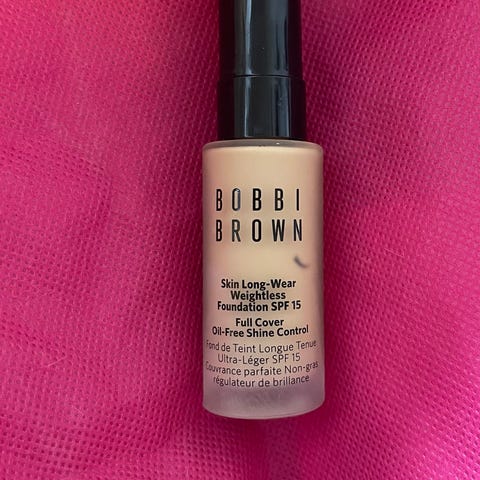 BOBBI
BROWN
Skin Long-Wear
Weightless
Foundation SPF 15
Full Cover
Oil-Free Shine Control
Fond de Teint Longue Tenue
Ultra-Léger SPF 15
Couvrance parfaite Non-gras
régulateur de brillance